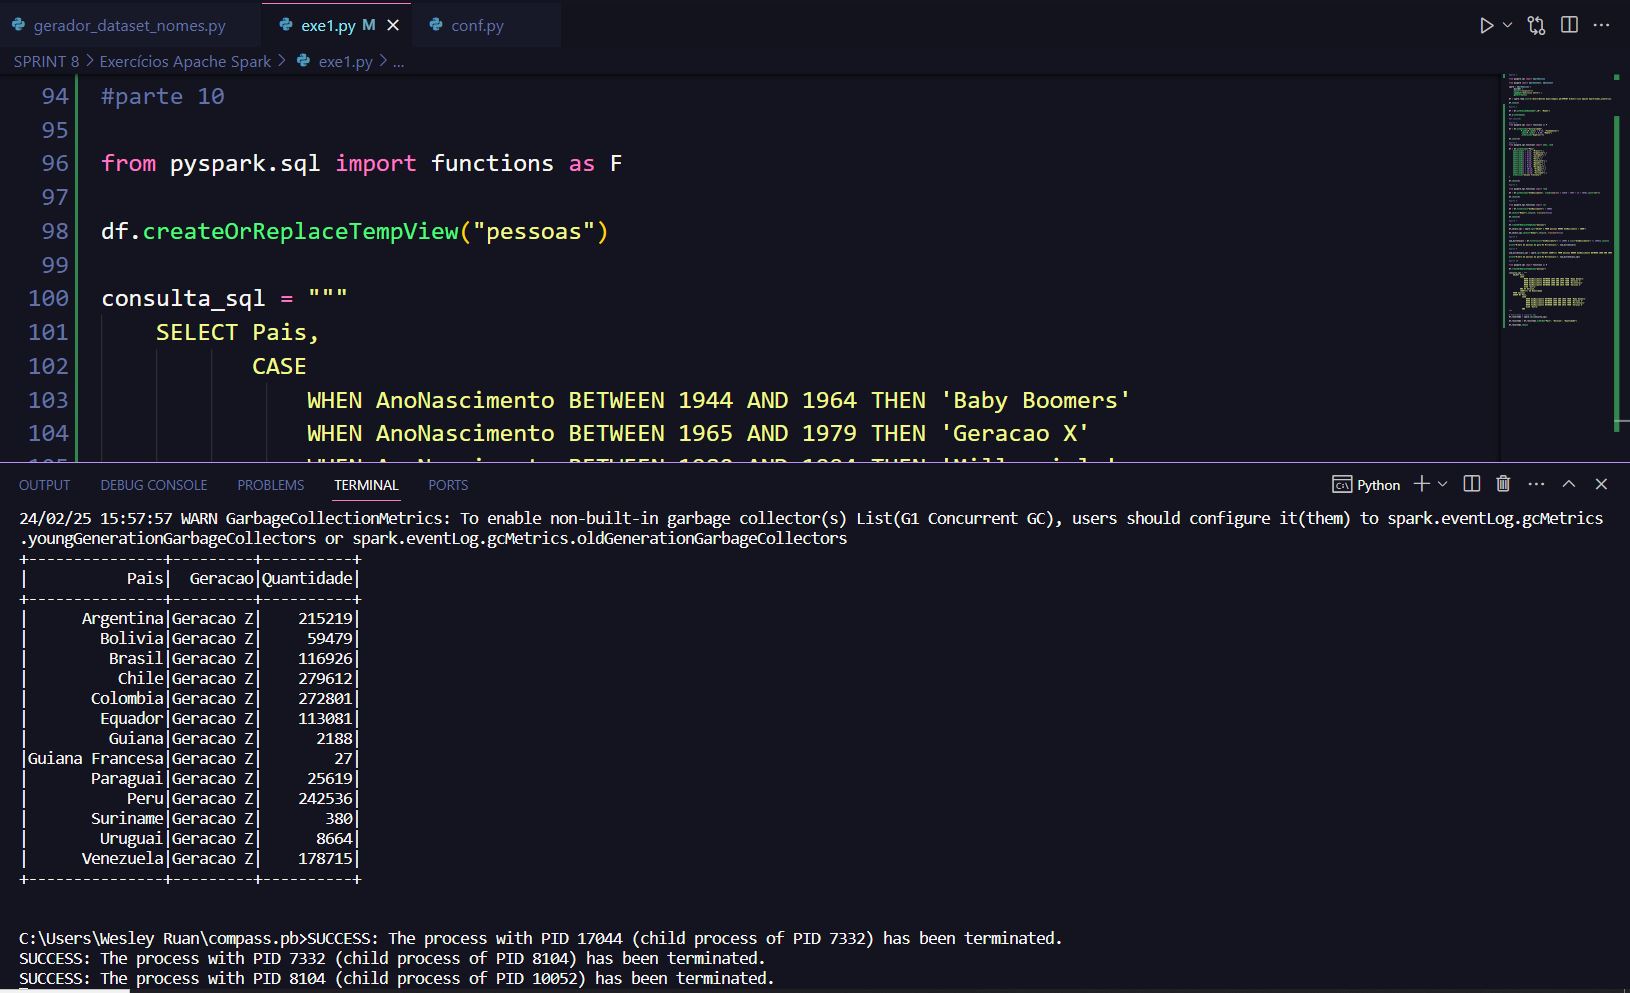 gerador_dataset_nomes.py exe1.py M conf.py
SPRINT 8 > Exercícios Apache Spark > exe1.py > ...
94 #parte 10
95
96 from pyspark.sql import functions as F
97
98 df.createOrReplaceTempView("pessoas")
99
100 consulta_sql = """
101 SELECT Pais,
102 CASE
103 WHEN AnoNascimento BETWEEN 1944 AND 1964 THEN 'Baby Boomers'
104 WHEN AnoNascimento BETWEEN 1965 AND 1979 THEN 'Geracao X'
OUTPUT DEBUG CONSOLE PROBLEMS TERMINAL PORTS Python
24/02/25 15:57:57 WARN GarbageCollectionMetrics: To enable non-built-in garbage collector(s) List(G1 Concurrent GC), users should configure it(them) to spark.eventLog.gcMetrics
.youngGenerationGarbageCollectors or spark.eventLog.gcMetrics.oldGenerationGarbageCollectors
+---------------+---------+----------+
|           Pais|  Geracao|Quantidade|
+---------------+---------+----------+
|      Argentina|Geracao Z|    215219|
|        Bolivia|Geracao Z|     59479|
|         Brasil|Geracao Z|    116926|
|          Chile|Geracao Z|    279612|
|       Colombia|Geracao Z|    272801|
|        Equador|Geracao Z|    113081|
|         Guiana|Geracao Z|      2188|
|Guiana Francesa|Geracao Z|        27|
|       Paraguai|Geracao Z|     25619|
|           Peru|Geracao Z|    242536|
|       Suriname|Geracao Z|       380|
|        Uruguai|Geracao Z|      8664|
|      Venezuela|Geracao Z|    178715|
+---------------+---------+----------+
C:\Users\Wesley Ruan\compass.pb>SUCCESS: The process with PID 17044 (child process of PID 7332) has been terminated.
SUCCESS: The process with PID 7332 (child process of PID 8104) has been terminated.
SUCCESS: The process with PID 8104 (child process of PID 10052) has been terminated.